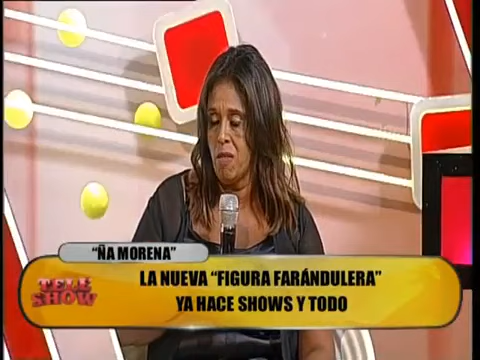 "ÑA MORENA"
LA NUEVA "FIGURA FARÁNDULERA"
YA HACE SHOWS Y TODO
TELE
SHOW